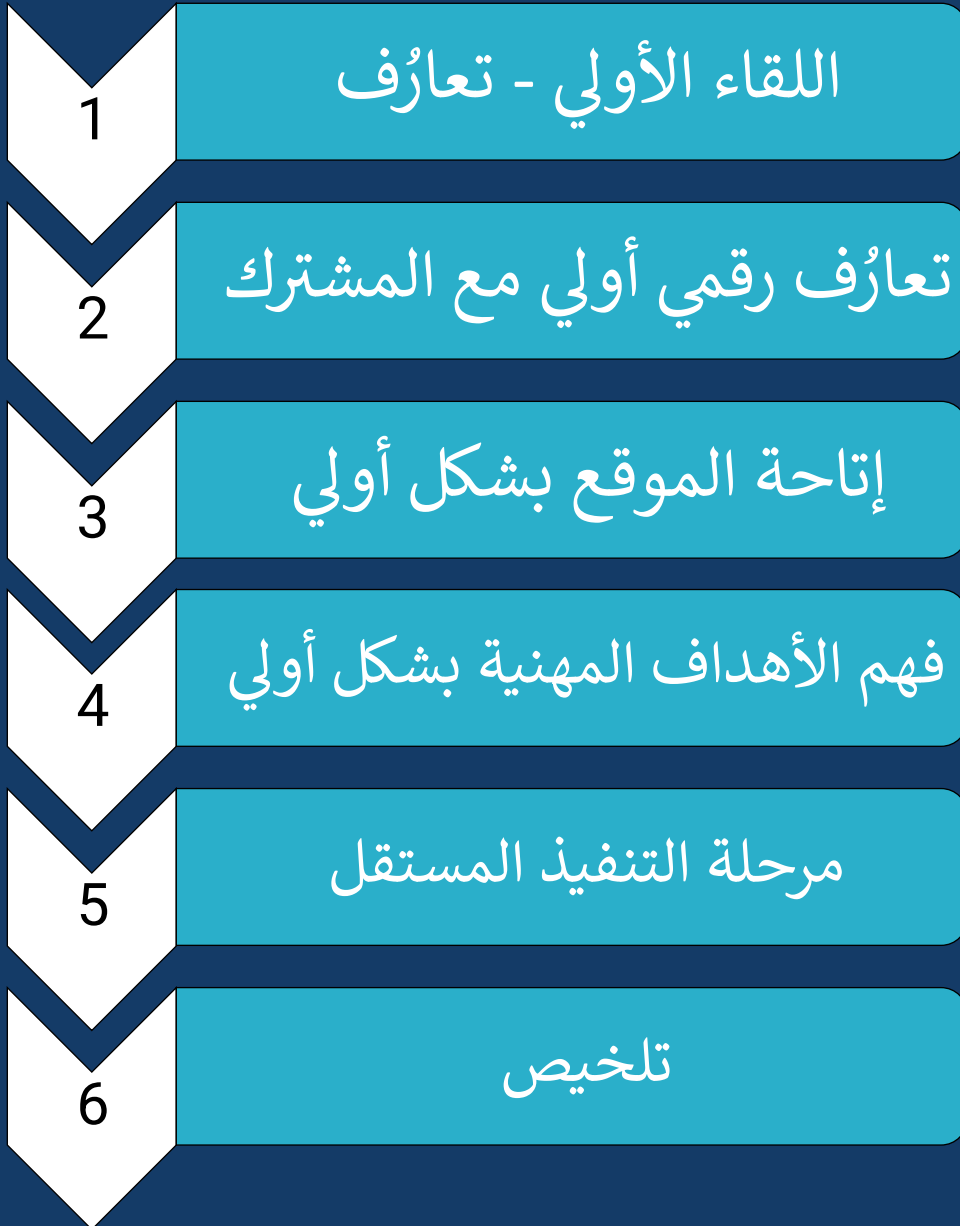 1
اللقاء الأولي - تعارُف
2
تعارُف رقمي أولي مع المشترك
3
إتاحة الموقع بشكل أولي
4
فهم الأهداف المهنية بشكل أولي
5
مرحلة التنفيذ المستقل
6
تلخيص